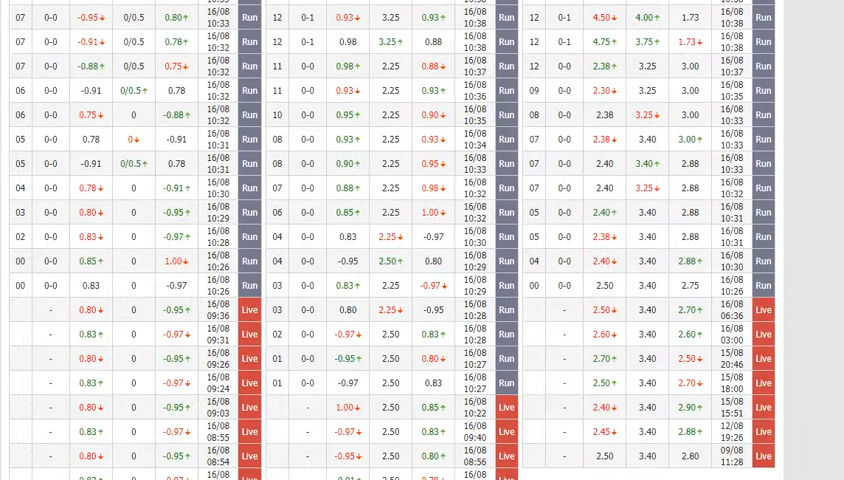 07 0-0 -0.95↓ 0/0.5 0.80↑ 16/08 10:33 Run 12 0-1 0.93↓ 3.25 0.93↑ 16/08 10:38 Run 12 0-1 4.50↓ 4.00↑ 1.73 16/08 10:38 Run
07 0-0 -0.91↓ 0/0.5 0.78↑ 16/08 10:32 Run 12 0-1 0.98 3.25↑ 0.88 16/08 10:38 Run 12 0-1 4.75↑ 3.75↑ 1.73↓ 16/08 10:38 Run
07 0-0 -0.88↑ 0/0.5 0.75↓ 16/08 10:32 Run 11 0-0 0.98↑ 2.25 0.88↓ 16/08 10:37 Run 12 0-0 2.38↑ 3.25 3.00 16/08 10:37 Run
06 0-0 -0.91 0/0.5↑ 0.78 16/08 10:32 Run 11 0-0 0.93↓ 2.25 0.93↑ 16/08 10:36 Run 09 0-0 2.30↓ 3.25 3.00 16/08 10:35 Run
06 0-0 0.75↓ 0 -0.88↑ 16/08 10:32 Run 10 0-0 0.95↑ 2.25 0.90↓ 16/08 10:35 Run 08 0-0 2.38 3.25↓ 3.00 16/08 10:35 Run
05 0-0 0.78 0↓ -0.91 16/08 10:31 Run 08 0-0 0.93↑ 2.25 0.93↓ 16/08 10:34 Run 07 0-0 2.38↓ 3.40 3.00↑ 16/08 10:33 Run
05 0-0 -0.91 0/0.5↑ 0.78 16/08 10:31 Run 08 0-0 0.90↑ 2.25 0.95↓ 16/08 10:33 Run 07 0-0 2.40 3.40↑ 2.88 16/08 10:33 Run
04 0-0 0.78↓ 0 -0.91↑ 16/08 10:30 Run 07 0-0 0.88↑ 2.25 0.98↓ 16/08 10:32 Run 07 0-0 2.40 3.25↓ 2.88 16/08 10:32 Run
03 0-0 0.80↓ 0 -0.95↑ 16/08 10:29 Run 06 0-0 0.85↑ 2.25 1.00↓ 16/08 10:32 Run 05 0-0 2.40↑ 3.40 2.88 16/08 10:31 Run
02 0-0 0.83↓ 0 -0.97↑ 16/08 10:28 Run 04 0-0 0.83 2.25↓ -0.97 16/08 10:30 Run 05 0-0 2.38↓ 3.40 2.88 16/08 10:31 Run
00 0-0 0.85↑ 0 1.00↓ 16/08 10:26 Run 04 0-0 -0.95 2.50↑ 0.80 16/08 10:29 Run 04 0-0 2.40↓ 3.40 2.88↑ 16/08 10:30 Run
00 0-0 0.83 0 -0.97 16/08 10:26 Run 03 0-0 0.83↑ 2.25 -0.97↓ 16/08 10:29 Run 00 0-0 2.50 3.40 2.75 16/08 10:26 Run
- 0.80↓ 0 -0.95↑ 16/08 09:36 Live 03 0-0 0.80 2.25↓ -0.95 16/08 10:28 Run - 2.50↓ 3.40 2.70↑ 16/08 06:36 Live
- 0.83↑ 0 -0.97↓ 16/08 09:31 Live 02 0-0 -0.97↓ 2.50 0.83↑ 16/08 10:28 Run - 2.60↓ 3.40 2.60↑ 16/08 03:00 Live
- 0.80↓ 0 -0.95↑ 16/08 09:26 Live 01 0-0 -0.95↑ 2.50 0.80↓ 16/08 10:27 Run - 2.70↑ 3.40 2.50↓ 15/08 20:46 Live
- 0.83↑ 0 -0.97↓ 16/08 09:24 Live 01 0-0 -0.97 2.50 0.83 16/08 10:27 Run - 2.50↑ 3.40 2.70↓ 15/08 18:00 Live
- 0.80↓ 0 -0.95↑ 16/08 09:03 Live - 1.00↓ 2.50 0.85↑ 16/08 10:22 Live - 2.40↓ 3.40 2.90↑ 15/08 15:51 Live
- 0.83↑ 0 -0.97↓ 16/08 08:55 Live - -0.97↓ 2.50 0.83↑ 16/08 09:40 Live - 2.45↓ 3.40 2.88↑ 12/08 19:26 Live
- 0.80↓ 0 -0.95↑ 16/08 08:54 Live - -0.95↓ 2.50 0.80↑ 16/08 08:56 Live - 2.50 3.40 2.80 09/08 11:28 Live
16/08 16/08